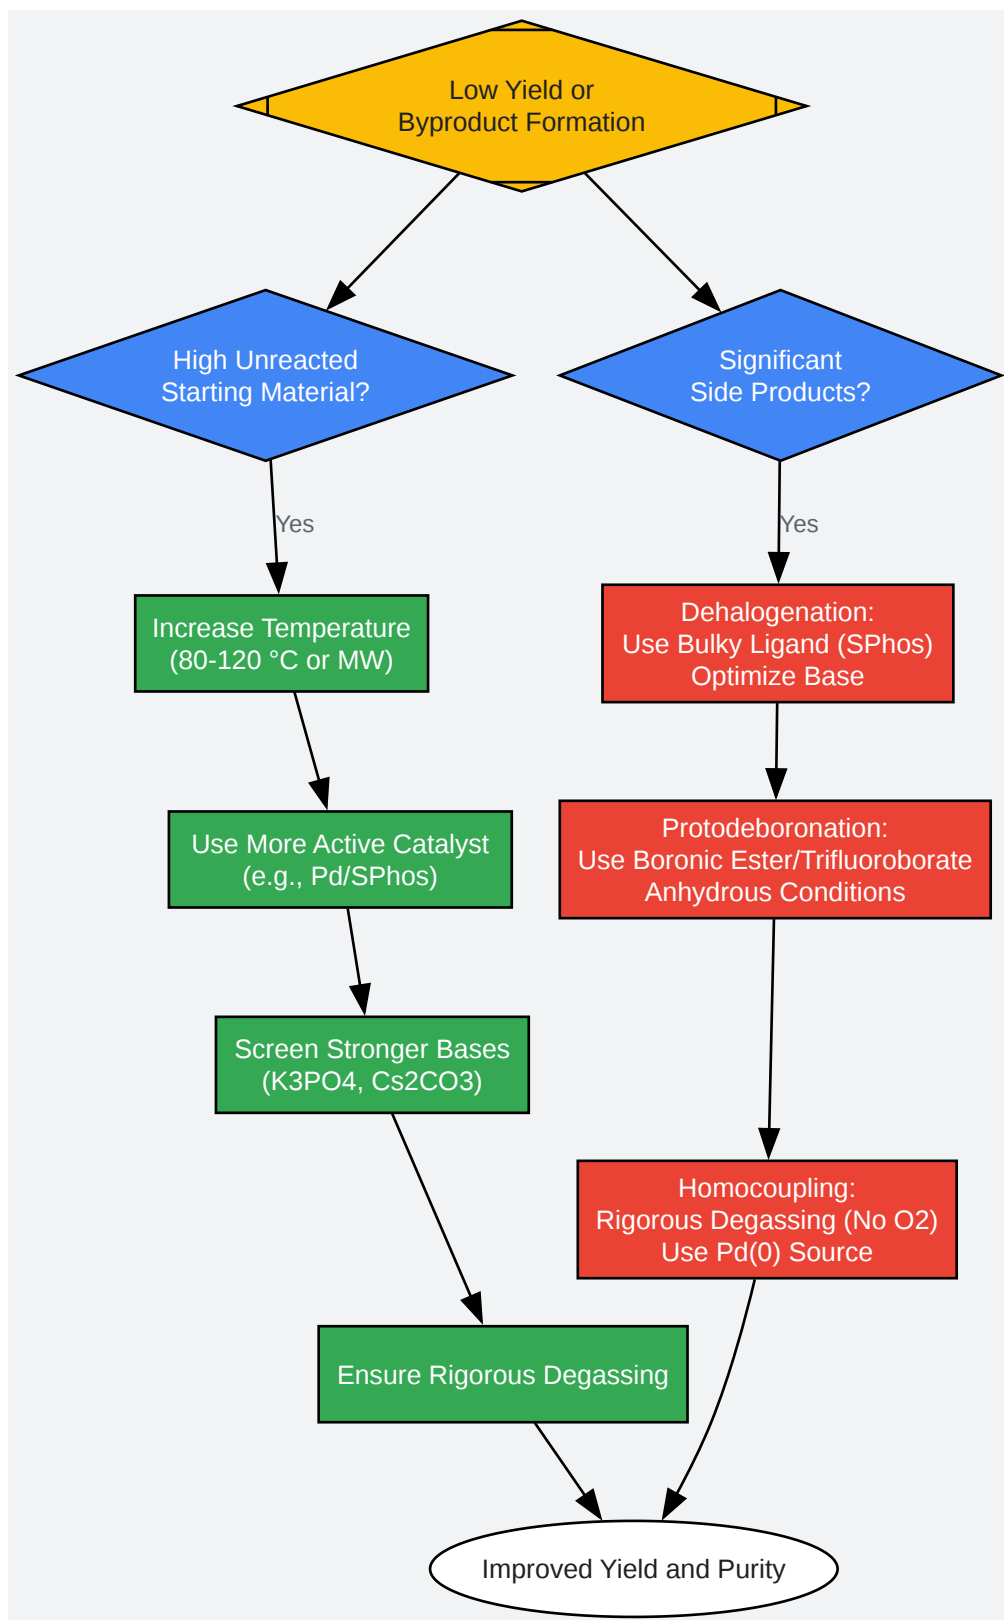 Low Yield or
Byproduct Formation
High Unreacted
Starting Material?
Significant
Side Products?
Yes
Yes
Increase Temperature
(80-120 °C or MW)
Dehalogenation:
Use Bulky Ligand (SPhos)
Optimize Base
Use More Active Catalyst
(e.g., Pd/SPhos)
Protodeboronation:
Use Boronic Ester/Trifluoroborate
Anhydrous Conditions
Screen Stronger Bases
(K3PO4, Cs2CO3)
Homocoupling:
Rigorous Degassing (No O2)
Use Pd(0) Source
Ensure Rigorous Degassing
Improved Yield and Purity